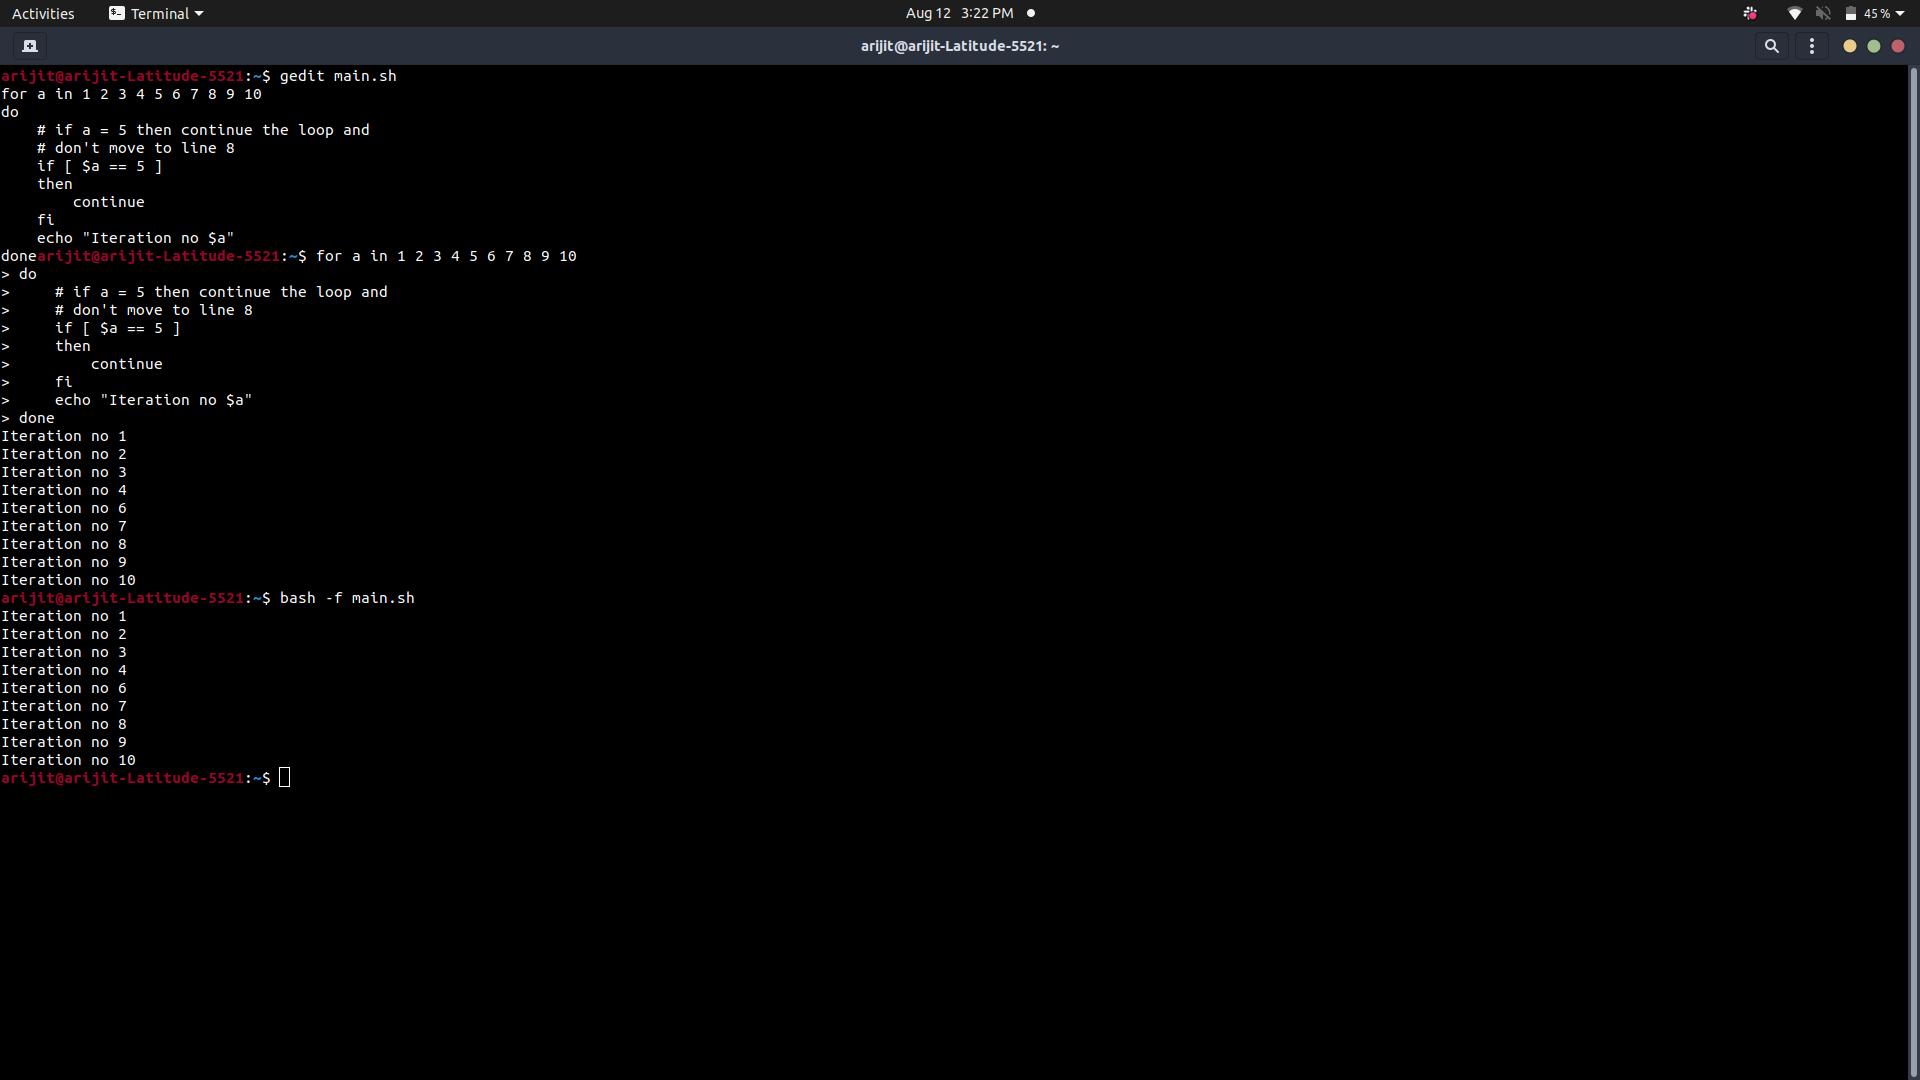 Activities Terminal Aug 12 3:22 PM 45 %
arijit@arijit-Latitude-5521: ~
arijit@arijit-Latitude-5521:~$ gedit main.sh
for a in 1 2 3 4 5 6 7 8 9 10
do
    # if a = 5 then continue the loop and
    # don't move to line 8
    if [ $a == 5 ]
    then
        continue
    fi
    echo "Iteration no $a"
donearijit@arijit-Latitude-5521:~$ for a in 1 2 3 4 5 6 7 8 9 10
> do
>     # if a = 5 then continue the loop and
>     # don't move to line 8
>     if [ $a == 5 ]
>     then
>         continue
>     fi
>     echo "Iteration no $a"
> done
Iteration no 1
Iteration no 2
Iteration no 3
Iteration no 4
Iteration no 6
Iteration no 7
Iteration no 8
Iteration no 9
Iteration no 10
arijit@arijit-Latitude-5521:~$ bash -f main.sh
Iteration no 1
Iteration no 2
Iteration no 3
Iteration no 4
Iteration no 6
Iteration no 7
Iteration no 8
Iteration no 9
Iteration no 10
arijit@arijit-Latitude-5521:~$